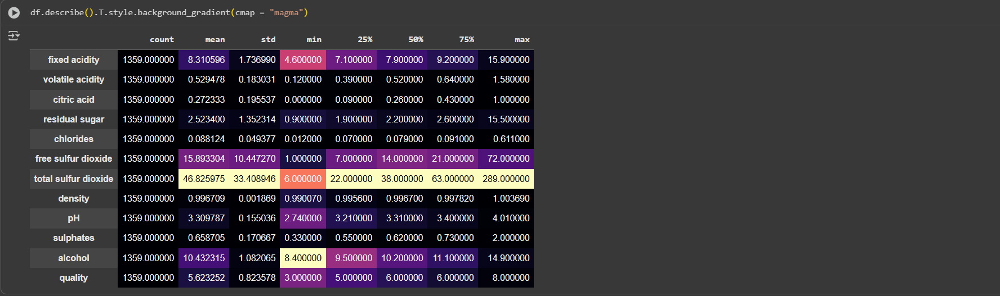 df.describe().T.style.background_gradient(cmap = "magma")
count mean std min 25% 50% 75% max
fixed acidity 1359.000000 8.310596 1.736990 4.600000 7.100000 7.900000 9.200000 15.900000
volatile acidity 1359.000000 0.529478 0.183031 0.120000 0.390000 0.520000 0.640000 1.580000
citric acid 1359.000000 0.272333 0.195537 0.000000 0.090000 0.260000 0.430000 1.000000
residual sugar 1359.000000 2.523400 1.352314 0.900000 1.900000 2.200000 2.600000 15.500000
chlorides 1359.000000 0.088124 0.049377 0.012000 0.070000 0.079000 0.091000 0.611000
free sulfur dioxide 1359.000000 15.893304 10.447270 1.000000 7.000000 14.000000 21.000000 72.000000
total sulfur dioxide 1359.000000 46.825975 33.408946 6.000000 22.000000 38.000000 63.000000 289.000000
density 1359.000000 0.996709 0.001869 0.990070 0.995600 0.996700 0.997820 1.003690
pH 1359.000000 3.309787 0.155036 2.740000 3.210000 3.310000 3.400000 4.010000
sulphates 1359.000000 0.658705 0.170667 0.330000 0.550000 0.620000 0.730000 2.000000
alcohol 1359.000000 10.432315 1.082065 8.400000 9.500000 10.200000 11.100000 14.900000
quality 1359.000000 5.623252 0.823578 3.000000 5.000000 6.000000 6.000000 8.000000